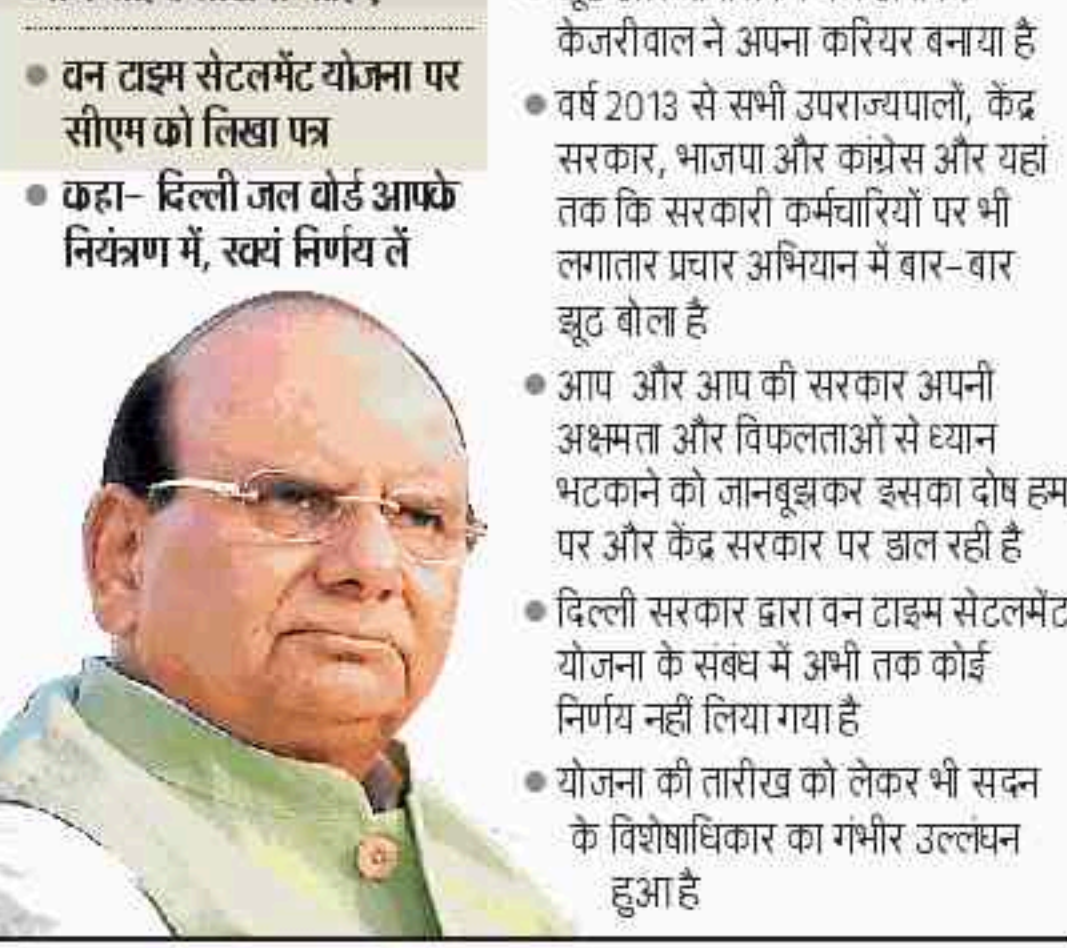 वन टाइम सेटलमेंट योजना पर
सीएम को लिखा पत्र
कहा- दिल्ली जल बोर्ड आपके
नियंत्रण में, स्वयं निर्णय लें
केजरीवाल ने अपना करियर बनाया है
वर्ष 2013 से सभी उपराज्यपालों, केंद्र
सरकार, भाजपा और कांग्रेस और यहां
तक कि सरकारी कर्मचारियों पर भी
लगातार प्रचार अभियान में बार-बार
झूठ बोला है
आप और आप की सरकार अपनी
अक्षमता और विफलताओं से ध्यान
भटकाने को जानबूझकर इसका दोष हम
पर और केंद्र सरकार पर डाल रही है
दिल्ली सरकार द्वारा वन टाइम सेटलमेंट
योजना के संबंध में अभी तक कोई
निर्णय नहीं लिया गया है
योजना की तारीख को लेकर भी सदन
के विशेषाधिकार का गंभीर उल्लंघन
हुआ है